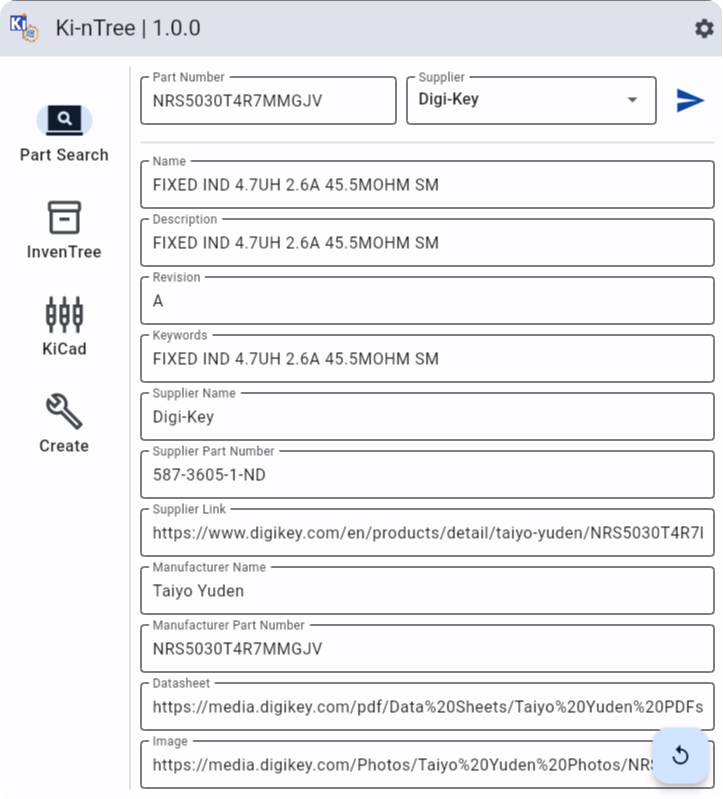 Ki
Ki-nTree | 1.0.0
Part Number
NRS5030T4R7MMGJV
Supplier
Digi-Key
Part Search
InvenTree
KiCad
Create
Name
FIXED IND 4.7UH 2.6A 45.5MOHM SM
Description
FIXED IND 4.7UH 2.6A 45.5MOHM SM
Revision
A
Keywords
FIXED IND 4.7UH 2.6A 45.5MOHM SM
Supplier Name
Digi-Key
Supplier Part Number
587-3605-1-ND
Supplier Link
https://www.digikey.com/en/products/detail/taiyo-yuden/NRS5030T4R7
Manufacturer Name
Taiyo Yuden
Manufacturer Part Number
NRS5030T4R7MMGJV
Datasheet
https://media.digikey.com/pdf/Data%20Sheets/Taiyo%20Yuden%20PDFs
Image
https://media.digikey.com/Photos/Taiyo%20Yuden%20Photos/NR